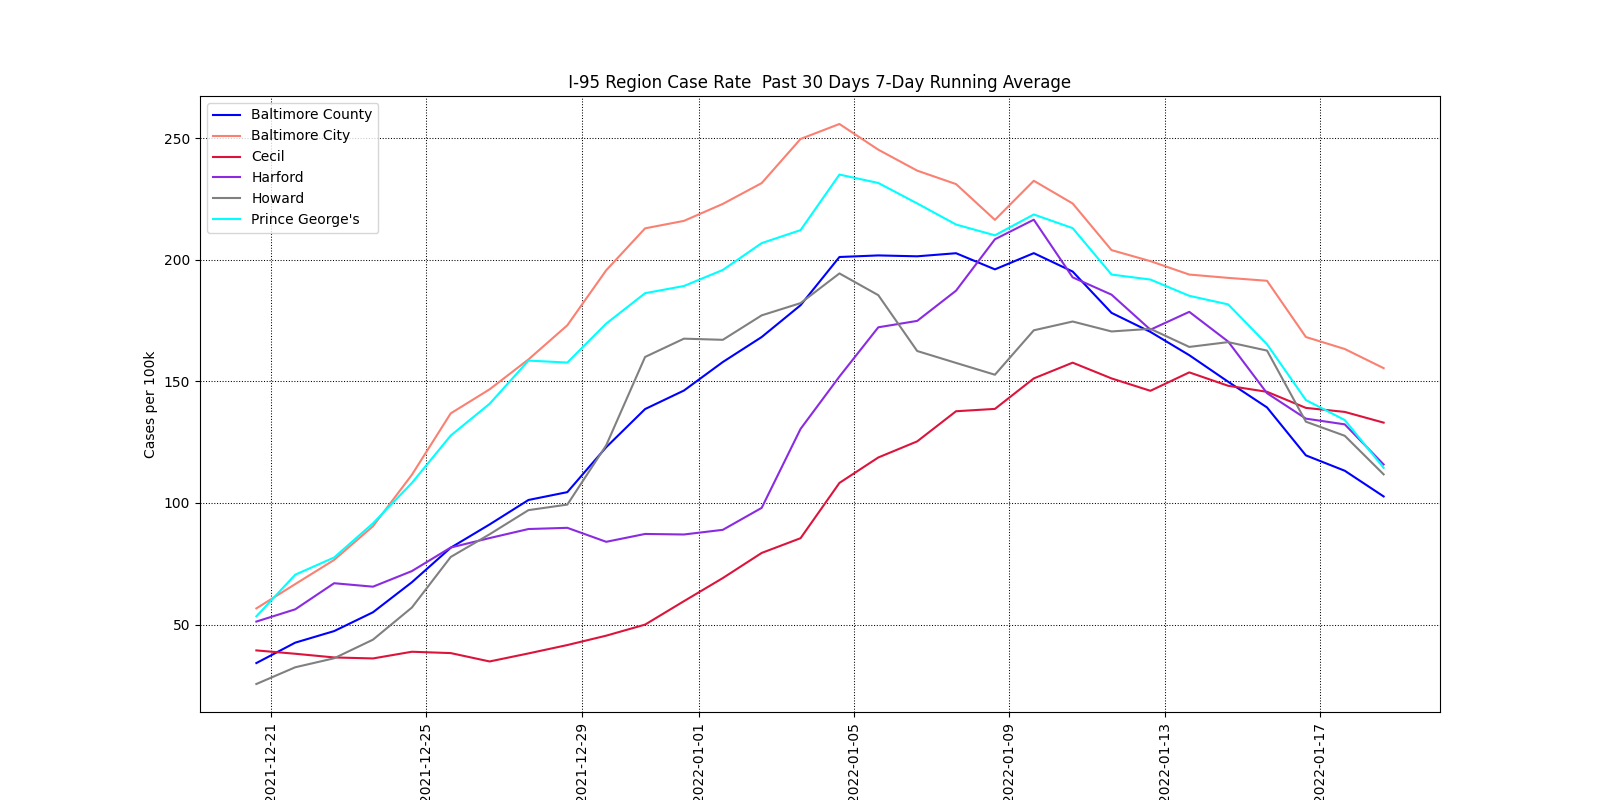 I-95 Region Case Rate  Past 30 Days 7-Day Running Average
Baltimore County
Baltimore City
Cecil
Harford
Howard
Prince George's
Cases per 100k
250
200
150
100
50
2021-12-21
2021-12-25
2021-12-29
2022-01-01
2022-01-05
2022-01-09
2022-01-13
2022-01-17